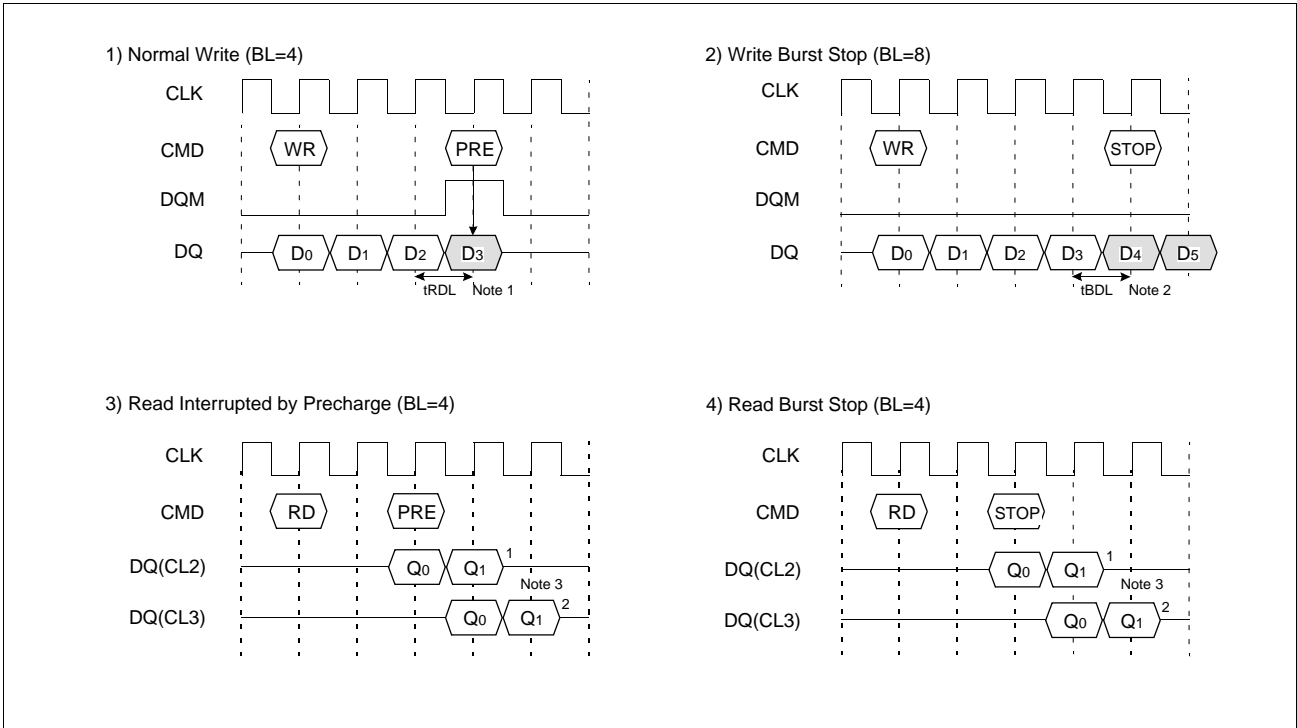 1) Normal Write (BL=4)
CLK
CMD WR PRE
DQM
DQ D0 D1 D2 D3
tRDL Note 1
2) Write Burst Stop (BL=8)
CLK
CMD WR STOP
DQM
DQ D0 D1 D2 D3 D4 D5
tBDL Note 2
3) Read Interrupted by Precharge (BL=4)
CLK
CMD RD PRE
DQ(CL2) Q0 Q1 1
Note 3
DQ(CL3) Q0 Q1 2
4) Read Burst Stop (BL=4)
CLK
CMD RD STOP
DQ(CL2) Q0 Q1 1
Note 3
DQ(CL3) Q0 Q1 2